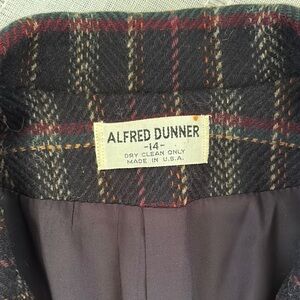 ALFRED DUNNER
-14-
DRY CLEAN ONLY
MADE IN U.S.A.